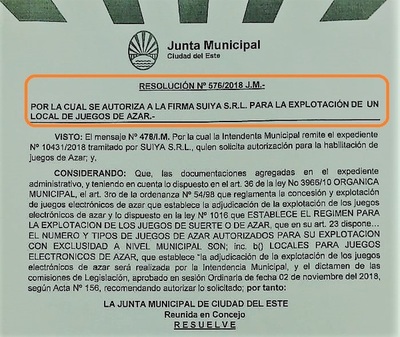 Junta Municipal
Ciudad del Este
RESOLUCIÓN Nº 576/2018 J.M.-
POR LA CUAL SE AUTORIZA A LA FIRMA SUIYA S.R.L. PARA LA EXPLOTACIÓN DE UN
LOCAL DE JUEGOS DE AZAR.-
VISTO: El mensaje Nº 478/I.M. Por la cual la Intendenta Municipal remite el expediente
Nº 10431/2018 tramitado por SUIYA S.R.L., quien solicita autorización para la habilitación de
juegos de Azar; y,
CONSIDERANDO: Que, las documentaciones agregadas en el expediente
administrativo, y teniendo en cuenta lo dispuesto en el art. 36 de la ley No 3966/10 ORGANICA
MUNICIPAL, el art. 3ro de la ordenanza Nº 54/98 que reglamenta la concesión y explotación
de juegos electrónicos de azar que establece la adjudicación de la explotación de los juegos
electrónicos de azar y lo dispuesto en la ley Nº 1016 que ESTABLECE EL REGIMEN PARA
LA EXPLOTACION DE LOS JUEGOS DE SUERTE O DE AZAR, que en su art. 23 dispone...
EL NUMERO Y TIPOS DE JUEGOS DE AZAR AUTORIZADOS PARA SU EXPLOTACION
CON EXCLUSIDAD A NIVEL MUNICIPAL SON; inc. b() LOCALES PARA JUEGOS
ELECTRONICOS DE AZAR, que establece "la adjudicación de la explotación de los juegos
electrónicos de azar será realizada por la Intendencia Municipal, y el dictamen de las
comisiones de Legislación, aprobado en sesión Ordinaria de fecha 02 de noviembre del 2018,
según Acta Nº 156, recomendando autorizar lo solicitado; por tanto:
LA JUNTA MUNICIPAL DE CIUDAD DEL ESTE
Reunida en Concejo
R E S U E L V E